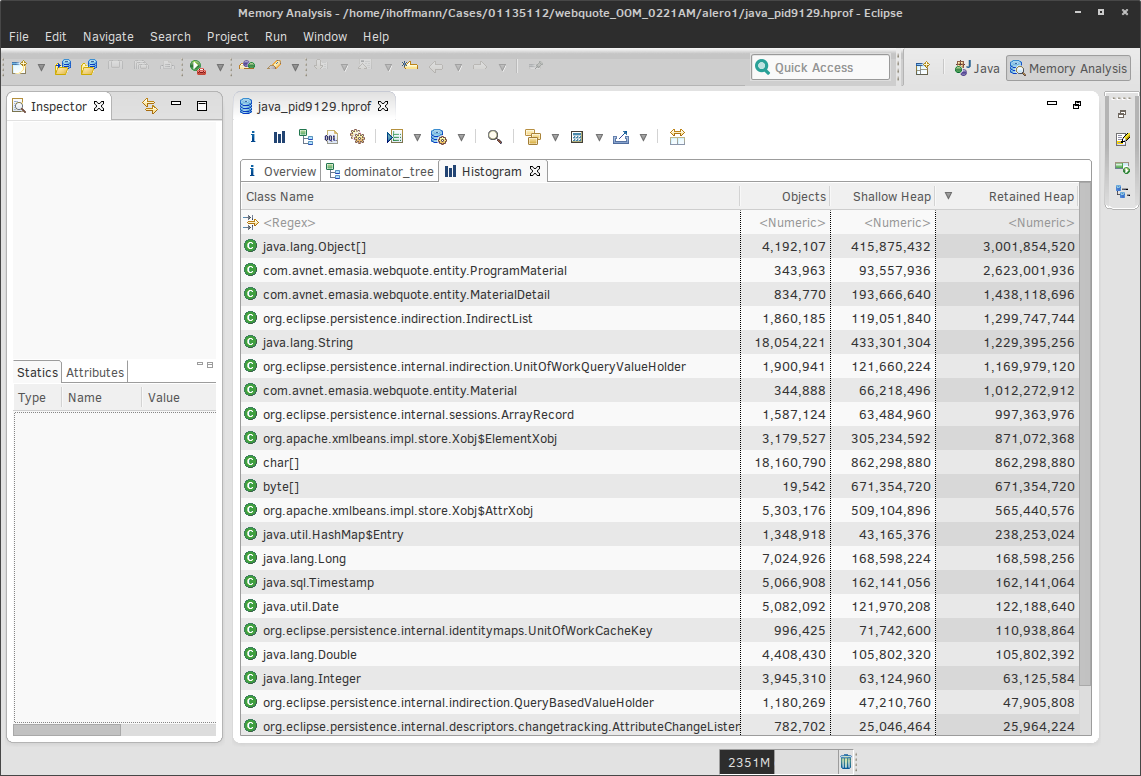 Memory Analysis - /home/ihoffmann/Cases/01135112/webquote_OOM_0221AM/alero1/java_pid9129.hprof - Eclipse
File Edit Navigate Search Project Run Window Help
Quick Access Java Memory Analysis
Inspector java_pid9129.hprof
i OQL
i Overview dominator_tree Histogram
Class Name Objects Shallow Heap Retained Heap
<Regex> <Numeric> <Numeric> <Numeric>
C java.lang.Object[] 4,192,107 415,875,432 3,001,854,520
C com.avnet.emasia.webquote.entity.ProgramMaterial 343,963 93,557,936 2,623,001,936
C com.avnet.emasia.webquote.entity.MaterialDetail 834,770 193,666,640 1,438,118,696
C org.eclipse.persistence.indirection.IndirectList 1,860,185 119,051,840 1,299,747,744
C java.lang.String 18,054,221 433,301,304 1,229,395,256
C org.eclipse.persistence.internal.indirection.UnitOfWorkQueryValueHolder 1,900,941 121,660,224 1,169,979,120
C com.avnet.emasia.webquote.entity.Material 344,888 66,218,496 1,012,272,912
C org.eclipse.persistence.internal.sessions.ArrayRecord 1,587,124 63,484,960 997,363,976
C org.apache.xmlbeans.impl.store.Xobj$ElementXobj 3,179,527 305,234,592 871,072,368
C char[] 18,160,790 862,298,880 862,298,880
C byte[] 19,542 671,354,720 671,354,720
C org.apache.xmlbeans.impl.store.Xobj$AttrXobj 5,303,176 509,104,896 565,440,576
C java.util.HashMap$Entry 1,348,918 43,165,376 238,253,024
C java.lang.Long 7,024,926 168,598,224 168,598,256
C java.sql.Timestamp 5,066,908 162,141,056 162,141,064
C java.util.Date 5,082,092 121,970,208 122,188,640
C org.eclipse.persistence.internal.identitymaps.UnitOfWorkCacheKey 996,425 71,742,600 110,938,864
C java.lang.Double 4,408,430 105,802,320 105,802,392
C java.lang.Integer 3,945,310 63,124,960 63,125,584
C org.eclipse.persistence.internal.indirection.QueryBasedValueHolder 1,180,269 47,210,760 47,905,808
C org.eclipse.persistence.internal.descriptors.changetracking.AttributeChangeListener 782,702 25,046,464 25,964,224
Statics Attributes
Type Name Value
2351M